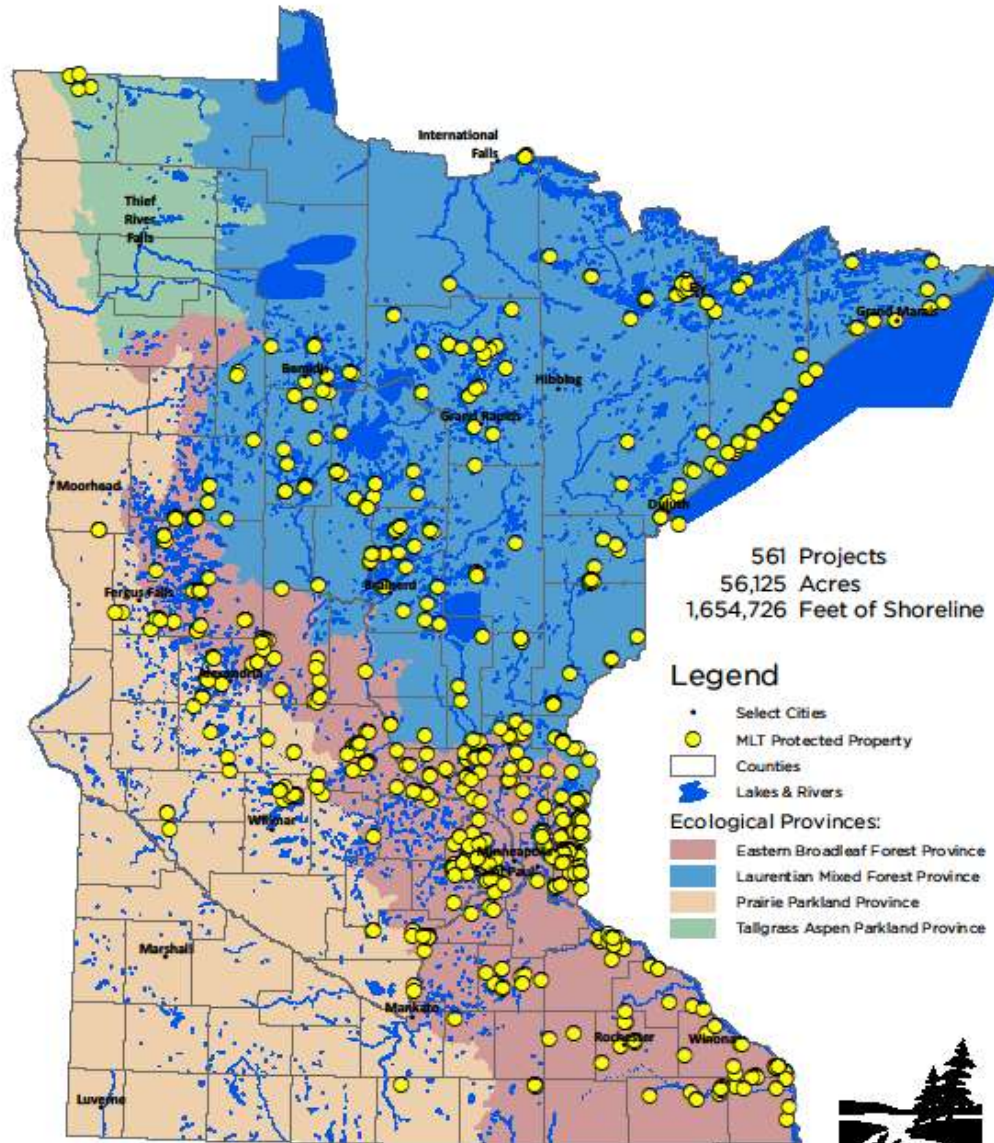 International
Falls
Thief
River
Falls
Ely
Grand Marais
Bemidji
Hibbing
Grand Rapids
Moorhead
Duluth
561 Projects
56,125 Acres
1,654,726 Feet of Shoreline
Brainerd
Fergus Falls
Alexandria
Legend
Select Cities
MLT Protected Property
Counties
Lakes & Rivers
Ecological Provinces:
Eastern Broadleaf Forest Province
Laurentian Mixed Forest Province
Prairie Parkland Province
Tallgrass Aspen Parkland Province
Willmar
Minneapolis
Saint Paul
Marshall
Mankato
Rochester
Winona
Luverne